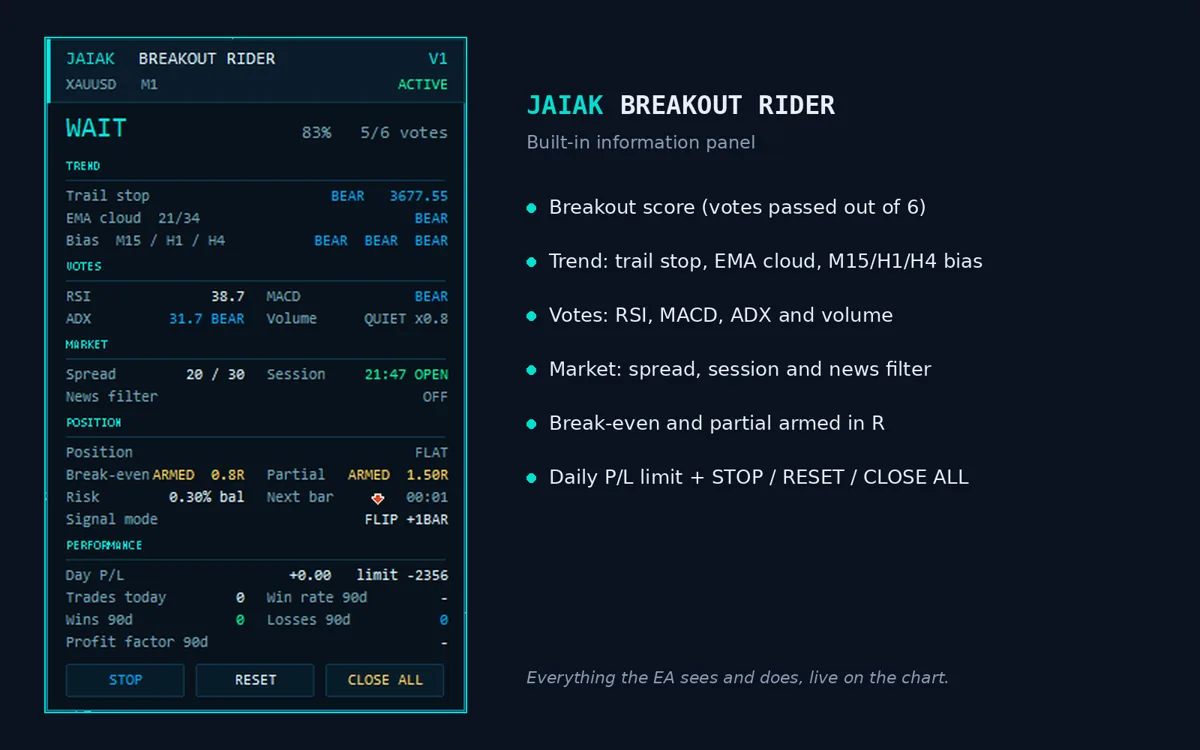 JAIAK BREAKOUT RIDER V1
XAUUSD M1 ACTIVE
WAIT 83% 5/6 votes
TREND
Trail stop BEAR 3677.55
EMA cloud 21/34 BEAR
Bias M15 / H1 / H4 BEAR BEAR BEAR
VOTES
RSI 38.7 MACD BEAR
ADX 31.7 BEAR Volume QUIET x0.8
MARKET
Spread 20 / 30 Session 21:47 OPEN
News filter OFF
POSITION
Position FLAT
Break-even ARMED 0.8R Partial ARMED 1.50R
Risk 0.30% bal Next bar 00:01
Signal mode FLIP +1BAR
PERFORMANCE
Day P/L +0.00 limit -2356
Trades today 0 Win rate 90d -
Wins 90d 0 Losses 90d 0
Profit factor 90d -
STOP RESET CLOSE ALL
JAIAK BREAKOUT RIDER
Built-in information panel
Breakout score (votes passed out of 6)
Trend: trail stop, EMA cloud, M15/H1/H4 bias
Votes: RSI, MACD, ADX and volume
Market: spread, session and news filter
Break-even and partial armed in R
Daily P/L limit + STOP / RESET / CLOSE ALL
Everything the EA sees and does, live on the chart.